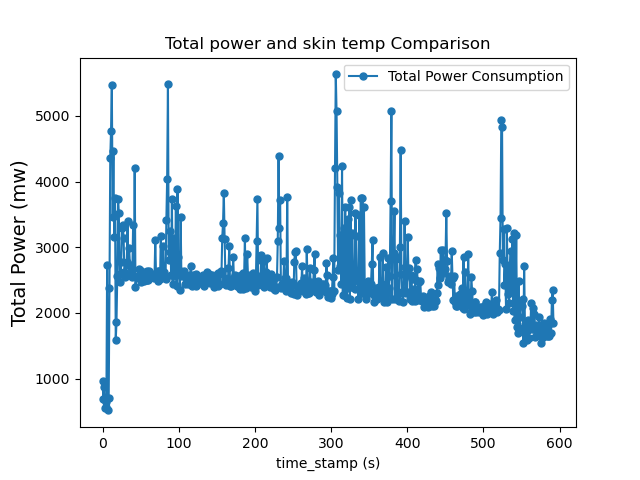 Total power and skin temp Comparison
Total Power Consumption
5000
4000
3000
2000
1000
Total Power (mw)
0 100 200 300 400 500 600
time_stamp (s)